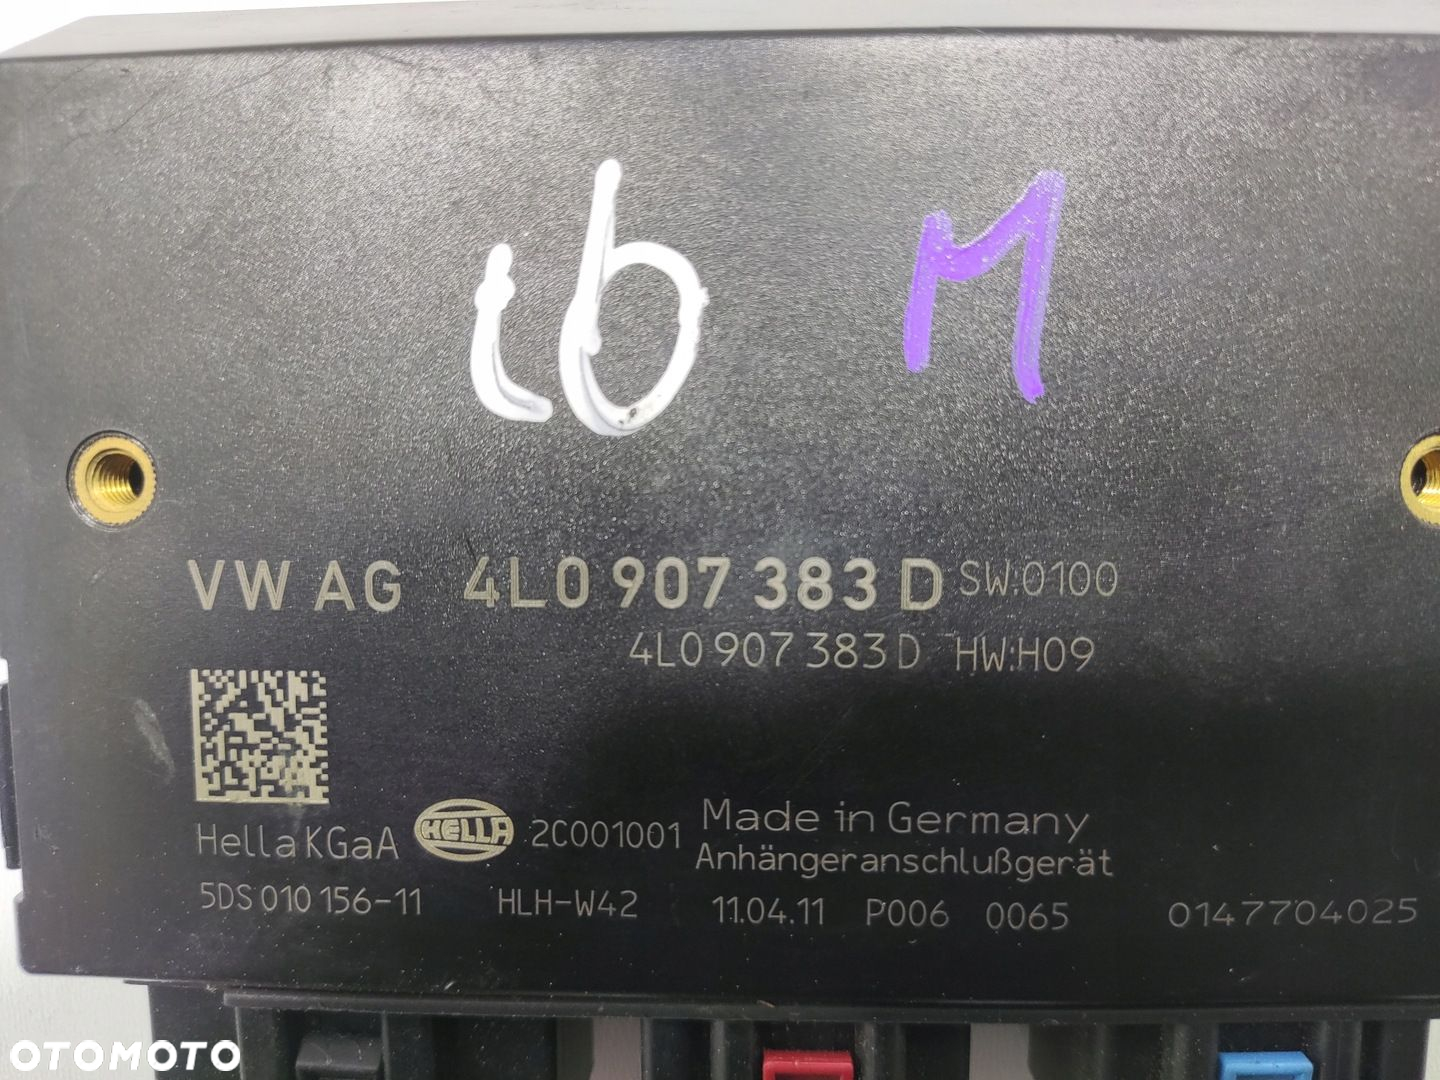 M
VW AG 4L0 907 383 D SW:0100
4L0 907 383 D HW:H09
Hella KGaA HELLA 2C001001 Made in Germany
Anhängeranschlußgerät
5DS 010 156-11 HLH-W42 11.04.11 P006 0065 0147704025
OTOMOTO